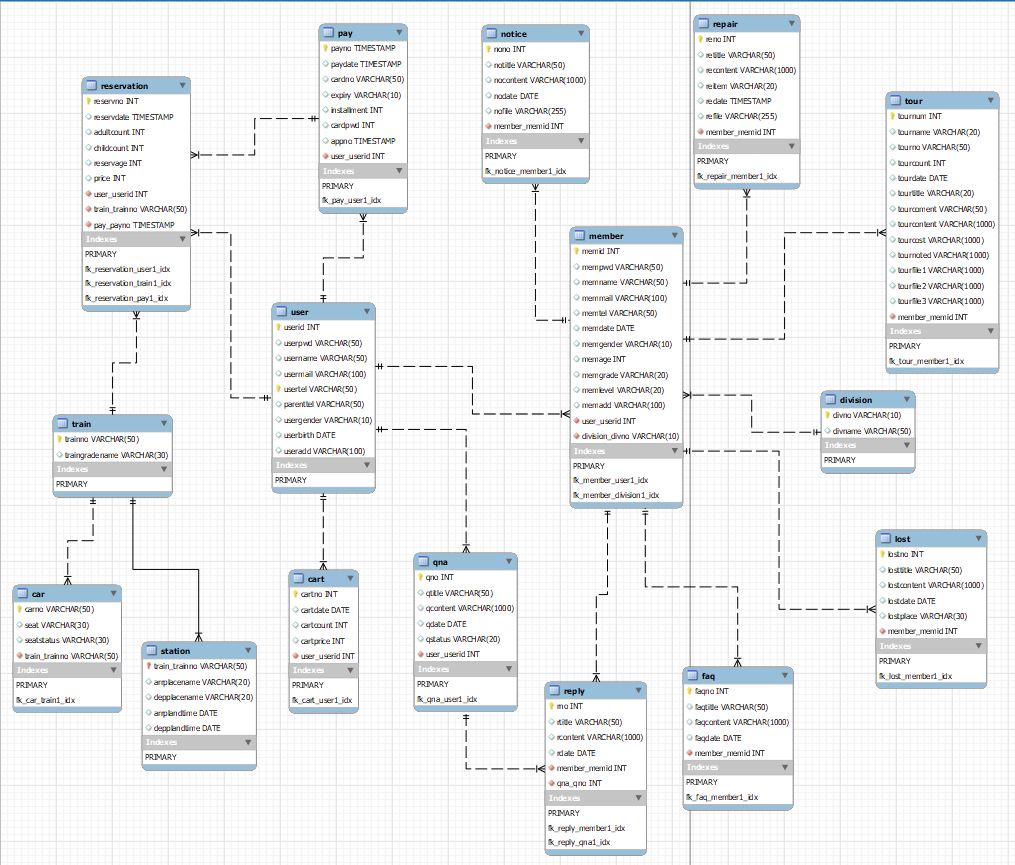 pay
payno TIMESTAMP
paydate TIMESTAMP
cardno VARCHAR(50)
expiry VARCHAR(10)
installment INT
cardpwd INT
appno TIMESTAMP
user_userid INT
Indexes
PRIMARY
fk_pay_user1_idx
notice
nono INT
notitle VARCHAR(50)
nocontent VARCHAR(1000)
nodate DATE
nofile VARCHAR(255)
member_memid INT
Indexes
PRIMARY
fk_notice_member1_idx
repair
reno INT
retitle VARCHAR(50)
recontent VARCHAR(1000)
reitem VARCHAR(20)
redate TIMESTAMP
refile VARCHAR(255)
member_memid INT
Indexes
PRIMARY
fk_repair_member1_idx
reservation
reservno INT
reservdate TIMESTAMP
adultcount INT
childcount INT
reservage INT
price INT
user_userid INT
train_trainno VARCHAR(50)
pay_payno TIMESTAMP
Indexes
PRIMARY
fk_reservation_user1_idx
fk_reservation_train1_idx
fk_reservation_pay1_idx
tour
tournum INT
tourname VARCHAR(20)
tourno VARCHAR(50)
tourcount INT
tourdate DATE
tourtitle VARCHAR(20)
tourcoment VARCHAR(50)
tourcontent VARCHAR(1000)
tourcost VARCHAR(1000)
tournoted VARCHAR(1000)
tourfile1 VARCHAR(1000)
tourfile2 VARCHAR(1000)
tourfile3 VARCHAR(1000)
member_memid INT
Indexes
PRIMARY
fk_tour_member1_idx
member
memid INT
mempwd VARCHAR(50)
memname VARCHAR(50)
memmail VARCHAR(100)
memtel VARCHAR(50)
memdate DATE
memgender VARCHAR(10)
memage INT
memgrade VARCHAR(20)
memlevel VARCHAR(20)
memadd VARCHAR(100)
user_userid INT
division_divno VARCHAR(10)
Indexes
PRIMARY
fk_member_user1_idx
fk_member_division1_idx
user
userid INT
userpwd VARCHAR(50)
username VARCHAR(50)
usermail VARCHAR(100)
usertel VARCHAR(50)
parenttel VARCHAR(50)
usergender VARCHAR(10)
userbirth DATE
useradd VARCHAR(100)
Indexes
PRIMARY
division
divno VARCHAR(10)
divname VARCHAR(50)
Indexes
PRIMARY
train
trainno VARCHAR(50)
traingradename VARCHAR(30)
Indexes
PRIMARY
lost
lostno INT
losttitle VARCHAR(50)
lostcontent VARCHAR(1000)
lostdate DATE
lostplace VARCHAR(30)
member_memid INT
Indexes
PRIMARY
fk_lost_member1_idx
car
carno VARCHAR(50)
seat VARCHAR(30)
seatstatus VARCHAR(30)
train_trainno VARCHAR(50)
Indexes
PRIMARY
fk_car_train1_idx
station
train_trainno VARCHAR(50)
arrplacename VARCHAR(20)
depplacename VARCHAR(20)
arrplandtime DATE
depplandtime DATE
Indexes
PRIMARY
cart
cartno INT
cartdate DATE
cartcount INT
cartprice INT
user_userid INT
Indexes
PRIMARY
fk_cart_user1_idx
qna
qno INT
qtitle VARCHAR(50)
qcontent VARCHAR(1000)
qdate DATE
qstatus VARCHAR(20)
user_userid INT
Indexes
PRIMARY
fk_qna_user1_idx
reply
rno INT
rtitle VARCHAR(50)
rcontent VARCHAR(1000)
rdate DATE
member_memid INT
qna_qno INT
Indexes
PRIMARY
fk_reply_member1_idx
fk_reply_qna1_idx
faq
faqno INT
faqtitle VARCHAR(50)
faqcontent VARCHAR(1000)
faqdate DATE
member_memid INT
Indexes
PRIMARY
fk_faq_member1_idx